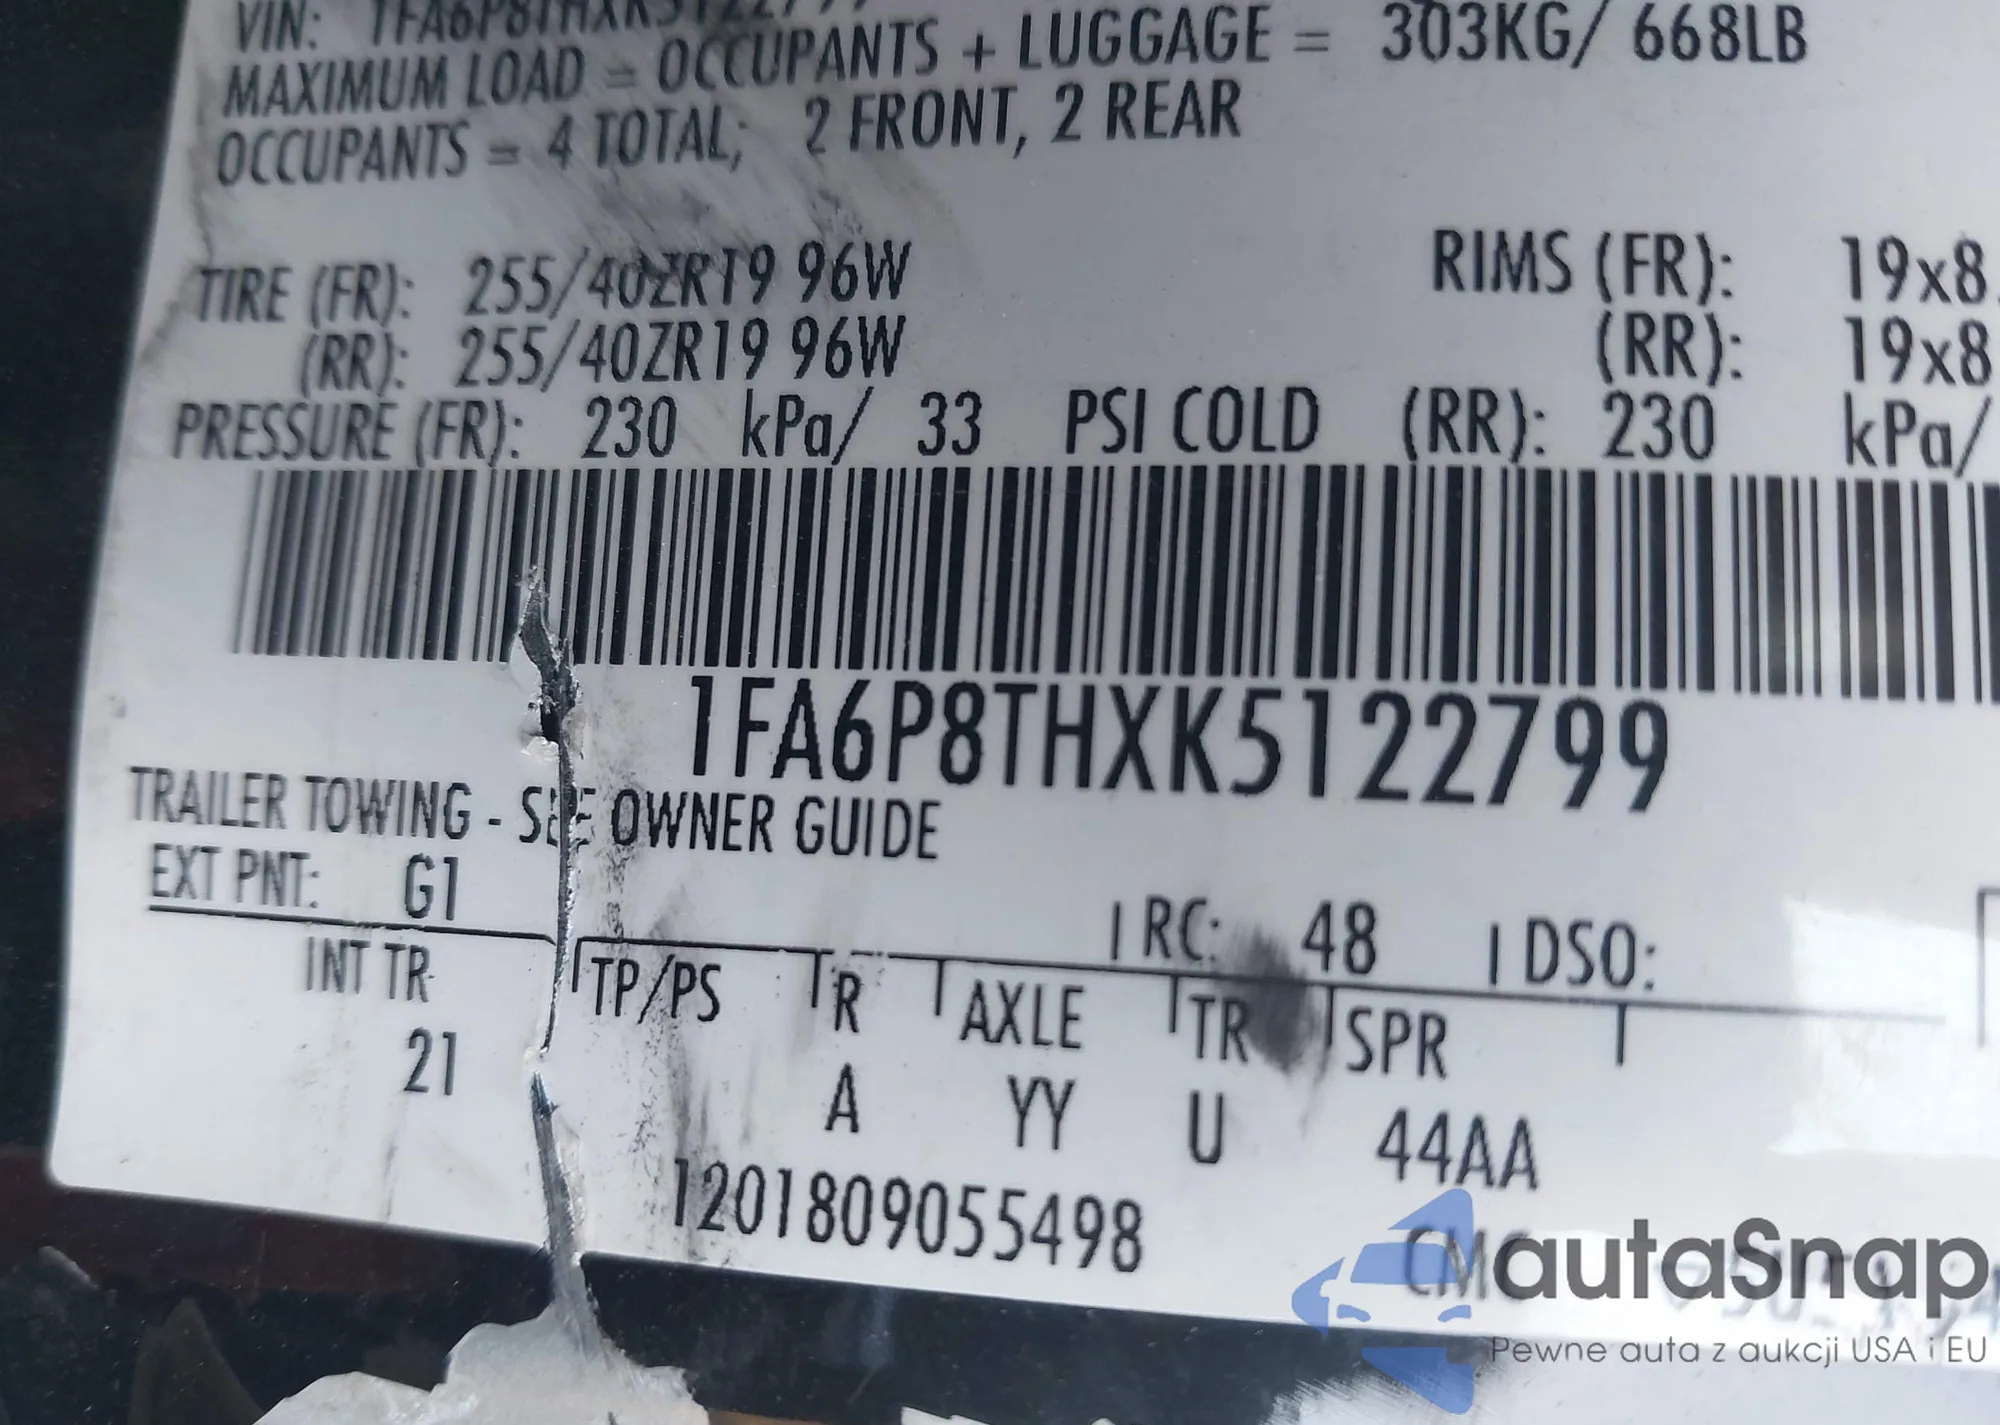 VIN: 1FA6P8THXK5122799
MAXIMUM LOAD = OCCUPANTS + LUGGAGE = 303KG/ 668LB
OCCUPANTS = 4 TOTAL; 2 FRONT, 2 REAR
TIRE (FR): 255/40ZR19 96W RIMS (FR): 19x8.
(RR): 255/40ZR19 96W (RR): 19x8
PRESSURE (FR): 230 kPa/ 33 PSI COLD (RR): 230 kPa/
1FA6P8THXK5122799
TRAILER TOWING - SEE OWNER GUIDE
EXT PNT: G1 RC: 48 DSO:
INT TR TP/PS R AXLE TR SPR
21 A YY U 44AA
1201809055498
autaSnap
Pewne auta z aukcji USA i EU